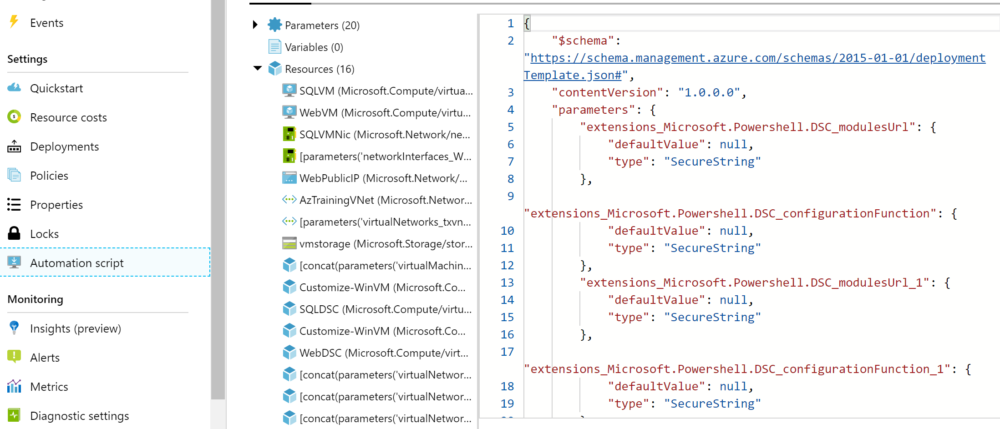 Events
Settings
Quickstart
Resource costs
Deployments
Policies
Properties
Locks
Automation script
Monitoring
Insights (preview)
Alerts
Metrics
Diagnostic settings
Parameters (20)
Variables (0)
Resources (16)
SQLVM (Microsoft.Compute/virtua...
WebVM (Microsoft.Compute/virtu...
SQLVMNic (Microsoft.Network/ne...
[parameters('networkInterfaces_W...
WebPublicIP (Microsoft.Network/...
AzTrainingVNet (Microsoft.Networ...
[parameters('virtualNetworks_txvn...
vmstorage (Microsoft.Storage/stor...
[concat(parameters('virtualMachin...
Customize-WinVM (Microsoft.Co...
SQLDSC (Microsoft.Compute/virtu...
Customize-WinVM (Microsoft.Co...
WebDSC (Microsoft.Compute/virt...
[concat(parameters('virtualNetwor...
[concat(parameters('virtualNetwor...
[concat(parameters('virtualNetwor...
1 {
2 "$schema":
"https://schema.management.azure.com/schemas/2015-01-01/deployment
Template.json#",
3 "contentVersion": "1.0.0.0",
4 "parameters": {
5 "extensions_Microsoft.Powershell.DSC_modulesUrl": {
6 "defaultValue": null,
7 "type": "SecureString"
8 },
9
"extensions_Microsoft.Powershell.DSC_configurationFunction": {
10 "defaultValue": null,
11 "type": "SecureString"
12 },
13 "extensions_Microsoft.Powershell.DSC_modulesUrl_1": {
14 "defaultValue": null,
15 "type": "SecureString"
16 },
17
"extensions_Microsoft.Powershell.DSC_configurationFunction_1": {
18 "defaultValue": null,
19 "type": "SecureString"